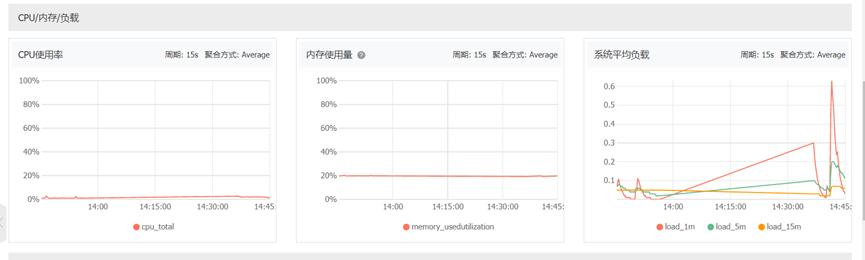 CPU/内存/负载
CPU使用率 周期: 15s 聚合方式: Average
100%
80%
60%
40%
20%
0%
14:00 14:15:00 14:30:00 14:45:
cpu_total
内存使用量 周期: 15s 聚合方式: Average
100%
80%
60%
40%
20%
0%
14:00 14:15:00 14:30:00 14:45:
memory_usedutilization
系统平均负载 周期: 15s 聚合方式: Average
0.6
0.5
0.4
0.3
0.2
0.1
14:00 14:15:00 14:30:00 14:45:
load_1m load_5m load_15m